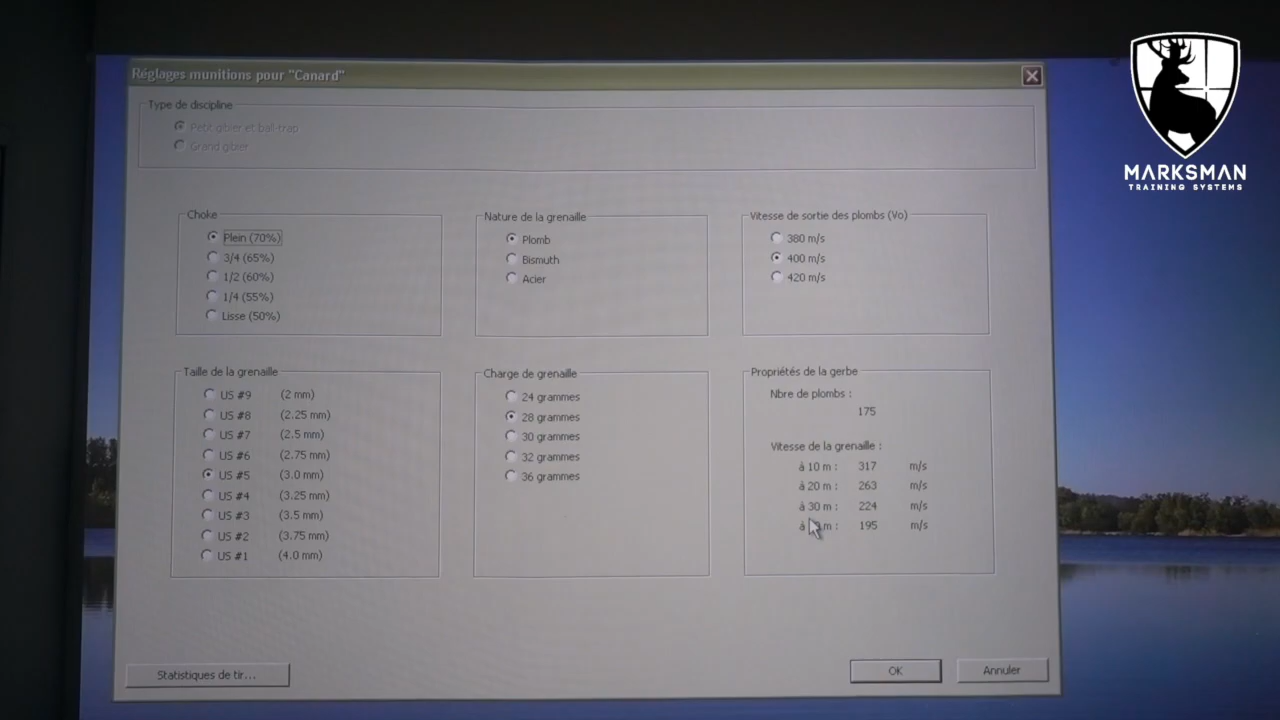 MARKSMAN
TRAINING SYSTEMS
Réglages munitions pour "Canard"
Type de discipline
Petit gibier et ball-trap
Grand gibier
Choke
Plein (70%)
3/4 (65%)
1/2 (60%)
1/4 (55%)
Lisse (50%)
Nature de la grenaille
Plomb
Bismuth
Acier
Vitesse de sortie des plombs (Vo)
380 m/s
400 m/s
420 m/s
Taille de la grenaille
US #9 (2 mm)
US #8 (2.25 mm)
US #7 (2.5 mm)
US #6 (2.75 mm)
US #5 (3.0 mm)
US #4 (3.25 mm)
US #3 (3.5 mm)
US #2 (3.75 mm)
US #1 (4.0 mm)
Charge de grenaille
24 grammes
28 grammes
30 grammes
32 grammes
36 grammes
Propriétés de la gerbe
Nbre de plombs :
175
Vitesse de la grenaille :
à 10 m : 317 m/s
à 20 m : 263 m/s
à 30 m : 224 m/s
à m : 195 m/s
Statistiques de tir...
OK
Annuler